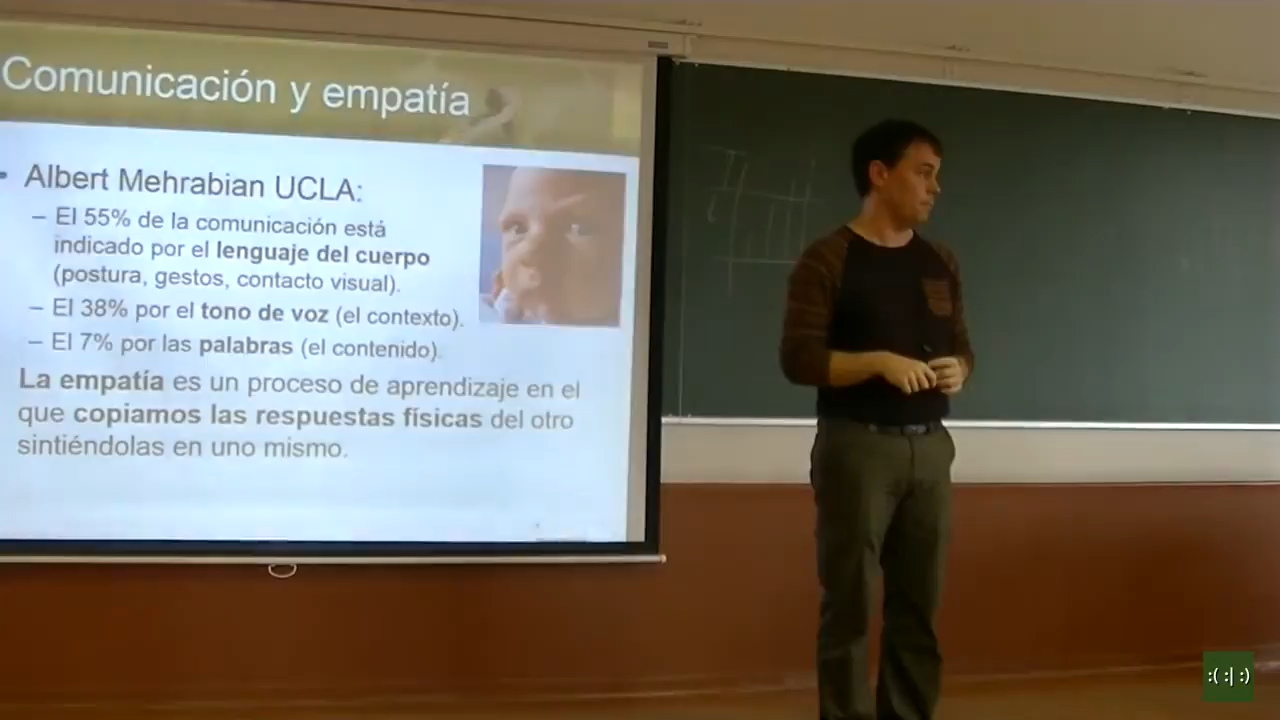 Comunicación y empatía
Albert Mehrabian UCLA:
– El 55% de la comunicación está
indicado por el lenguaje del cuerpo
(postura, gestos, contacto visual).
– El 38% por el tono de voz (el contexto).
– El 7% por las palabras (el contenido).
La empatía es un proceso de aprendizaje en el
que copiamos las respuestas físicas del otro
sintiéndolas en uno mismo.
:( :| :)